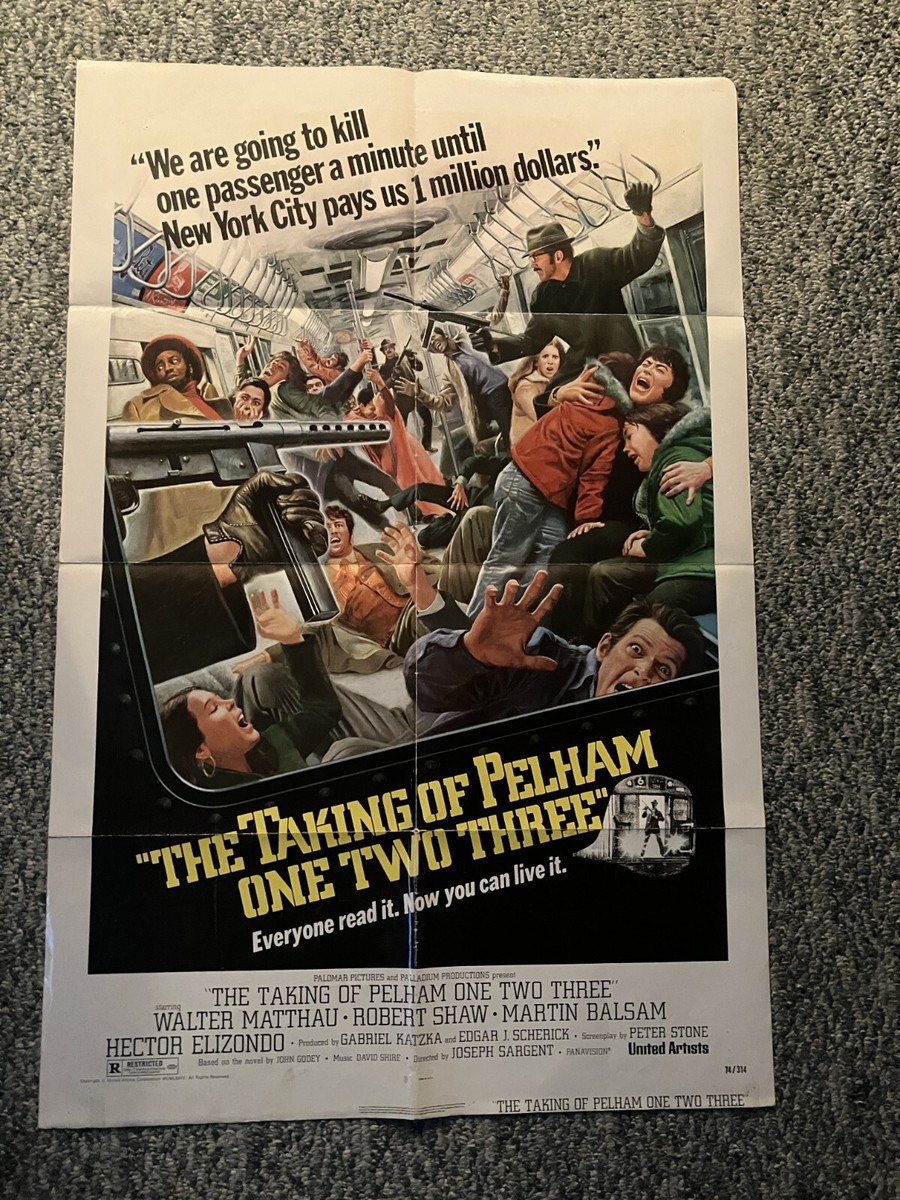 “We are going to kill
one passenger a minute until
New York City pays us 1 million dollars.”
"THE TAKING OF PELHAM
ONE TWO THREE"
6
Everyone read it. Now you can live it.
PALOMAR PICTURES and PALLADIUM PRODUCTIONS present
"THE TAKING OF PELHAM ONE TWO THREE"
starring
WALTER MATTHAU • ROBERT SHAW • MARTIN BALSAM
HECTOR ELIZONDO • Produced by GABRIEL KATZKA and EDGAR J. SCHERICK • Screenplay by PETER STONE
Based on the novel by JOHN GODEY • Music DAVID SHIRE • Directed by JOSEPH SARGENT • PANAVISION® United Artists
R RESTRICTED
74/314
"THE TAKING OF PELHAM ONE TWO THREE"